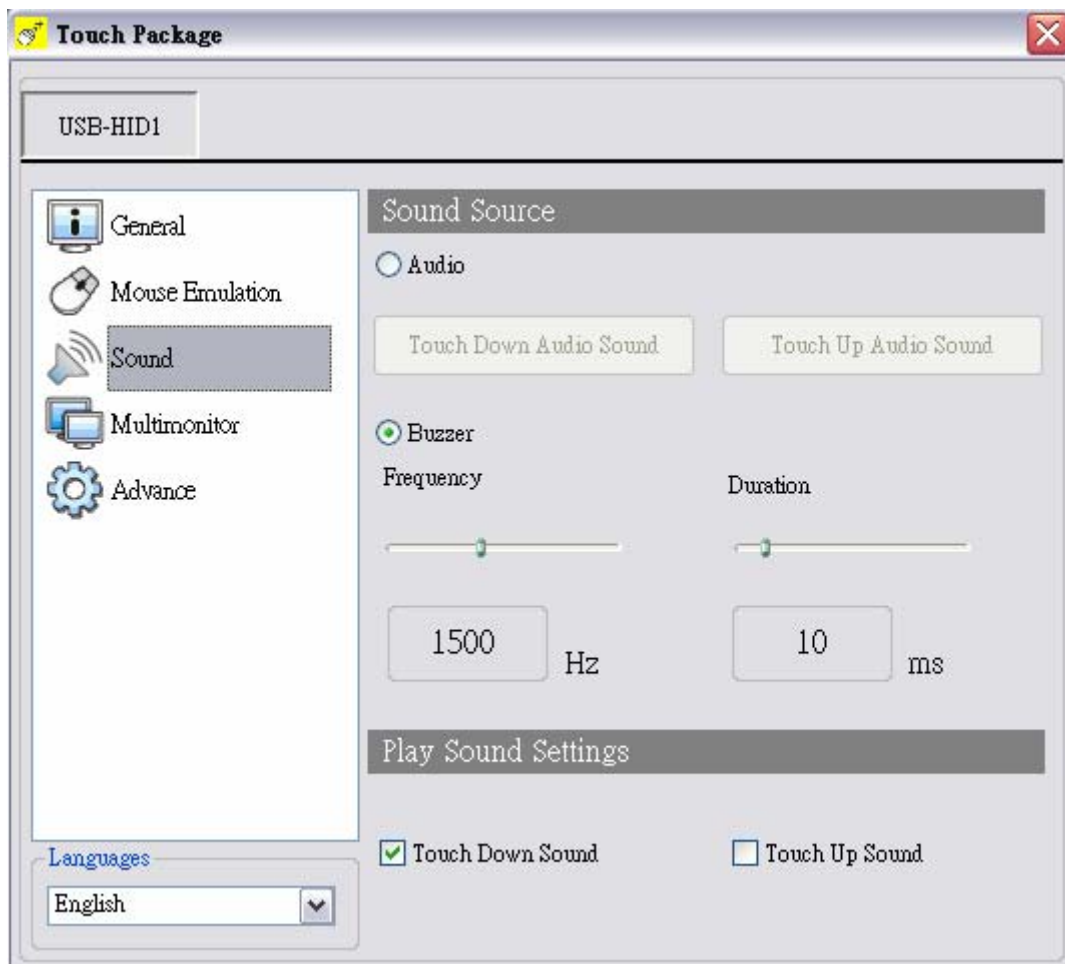 Touch Package
USB-HID1
General
Mouse Emulation
Sound
Multimonitor
Advance
Languages
English
Sound Source
Audio
Touch Down Audio Sound
Touch Up Audio Sound
Buzzer
Frequency
Duration
1500 Hz
10 ms
Play Sound Settings
Touch Down Sound
Touch Up Sound